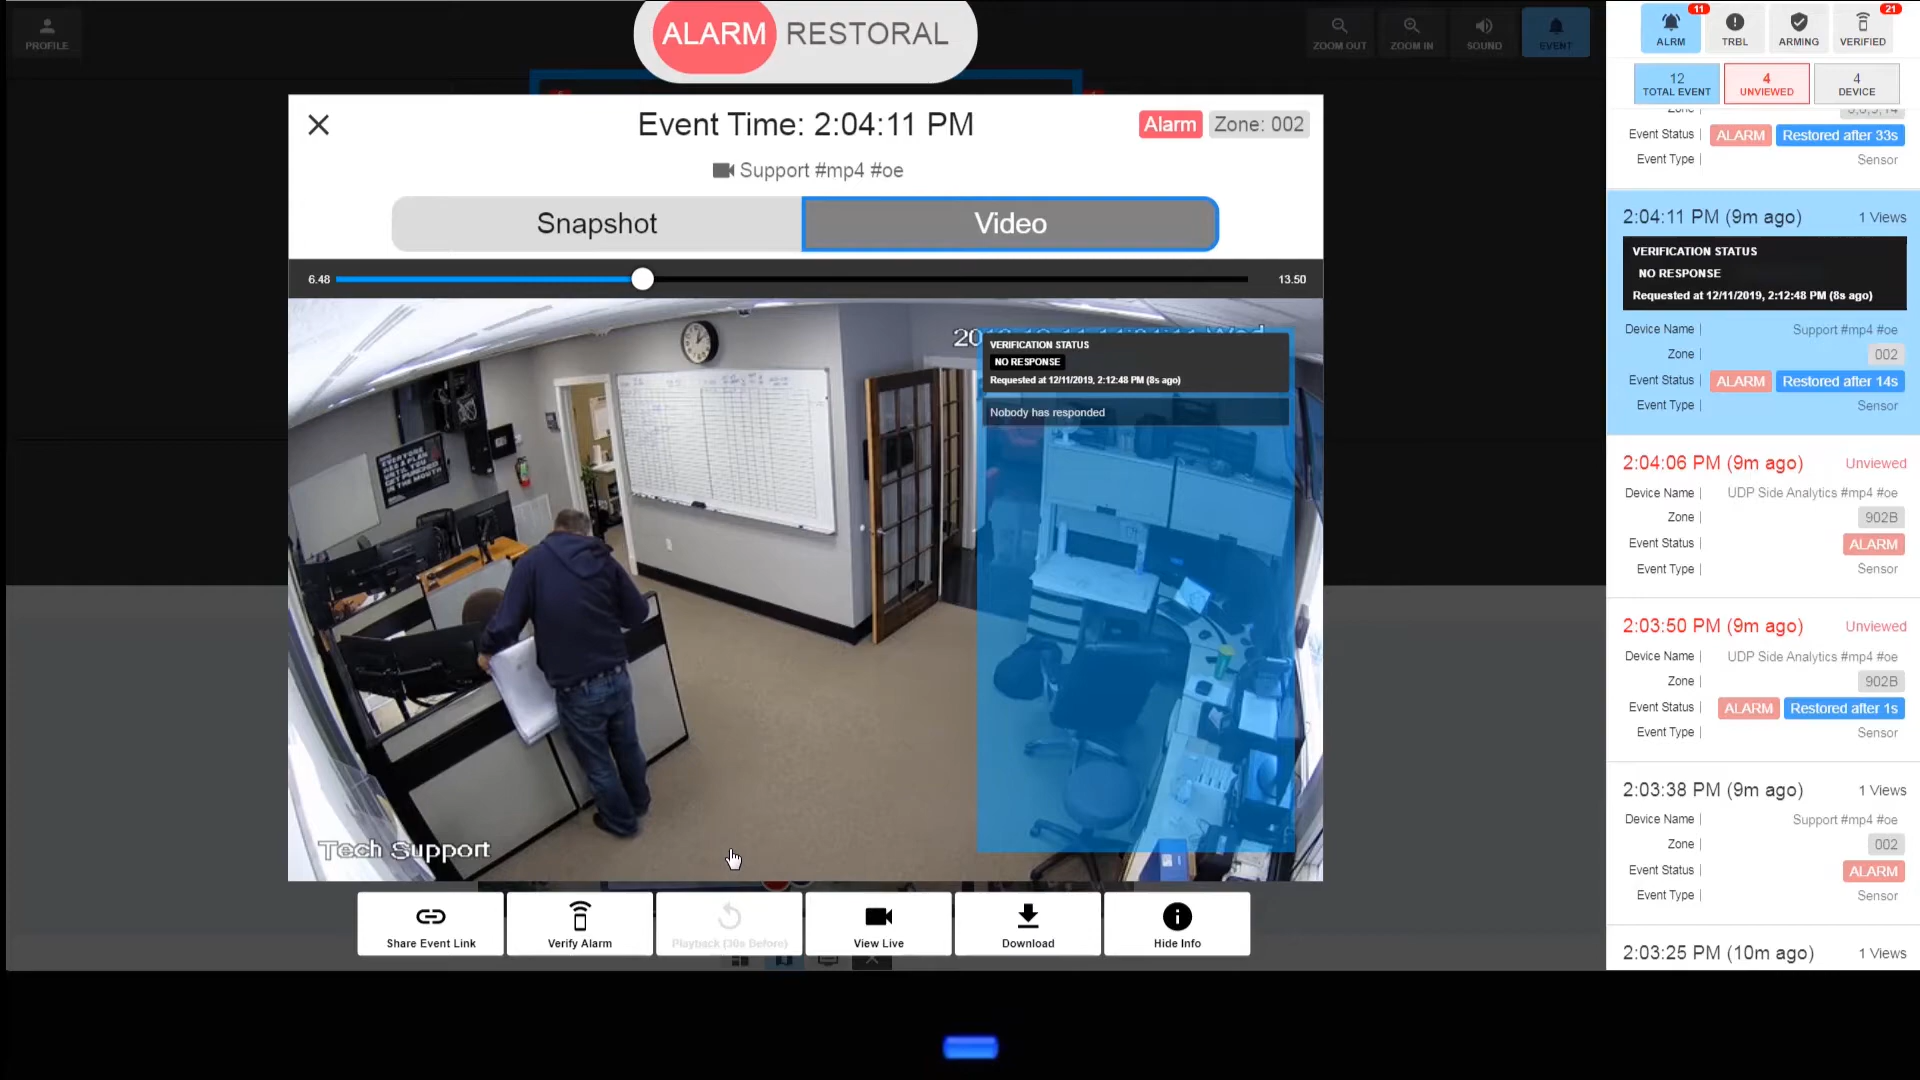 PROFILE
ALARM RESTORAL
ZOOM OUT
ZOOM IN
SOUND
EVENT
Event Time: 2:04:11 PM
Alarm
Zone: 002
Support #mp4 #oe
Snapshot
Video
6.48
13.50
VERIFICATION STATUS
NO RESPONSE
Requested at 12/11/2019, 2:12:48 PM (8s ago)
Nobody has responded
EVERYONE
HAS A PLAN
UNTIL YOU
GET PUNCHED
IN THE MOUTH
Tech Support
Share Event Link
Verify Alarm
Playback (30s Before)
View Live
Download
Hide Info
11
21
ALRM
TRBL
ARMING
VERIFIED
12
TOTAL EVENT
4
UNVIEWED
4
DEVICE
Event Status | ALARM Restored after 33s
Event Type | Sensor
2:04:11 PM (9m ago) 1 Views
VERIFICATION STATUS
NO RESPONSE
Requested at 12/11/2019, 2:12:48 PM (8s ago)
Device Name | Support #mp4 #oe
Zone | 002
Event Status | ALARM Restored after 14s
Event Type | Sensor
2:04:06 PM (9m ago) Unviewed
Device Name | UDP Side Analytics #mp4 #oe
Zone | 902B
Event Status | ALARM
Event Type | Sensor
2:03:50 PM (9m ago) Unviewed
Device Name | UDP Side Analytics #mp4 #oe
Zone | 902B
Event Status | ALARM Restored after 1s
Event Type | Sensor
2:03:38 PM (9m ago) 1 Views
Device Name | Support #mp4 #oe
Zone | 002
Event Status | ALARM
Event Type | Sensor
2:03:25 PM (10m ago) 1 Views